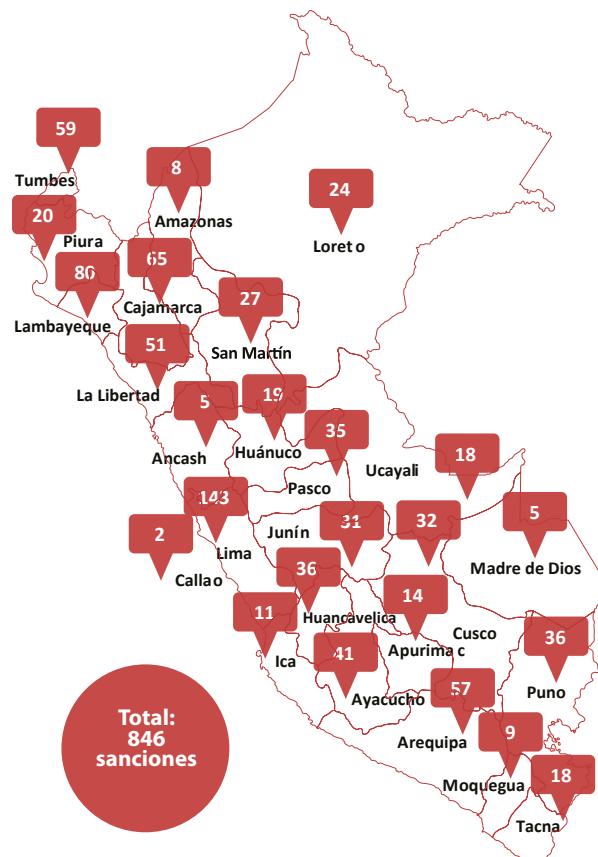 59
Tumbes
8
Amazonas
24
Loreto
20
Piura
80
Lambayeque
65
Cajamarca
27
San Martín
51
La Libertad
5
Ancash
19
Huánuco
35
Pasco
Ucayali
18
143
Lima
2
Callao
Junín
31
32
5
Madre de Dios
36
Huancavelica
14
Apurimac
Cusco
11
Ica
41
Ayacucho
36
Puno
57
Arequipa
9
Moquegua
18
Tacna
Total:
846
sanciones